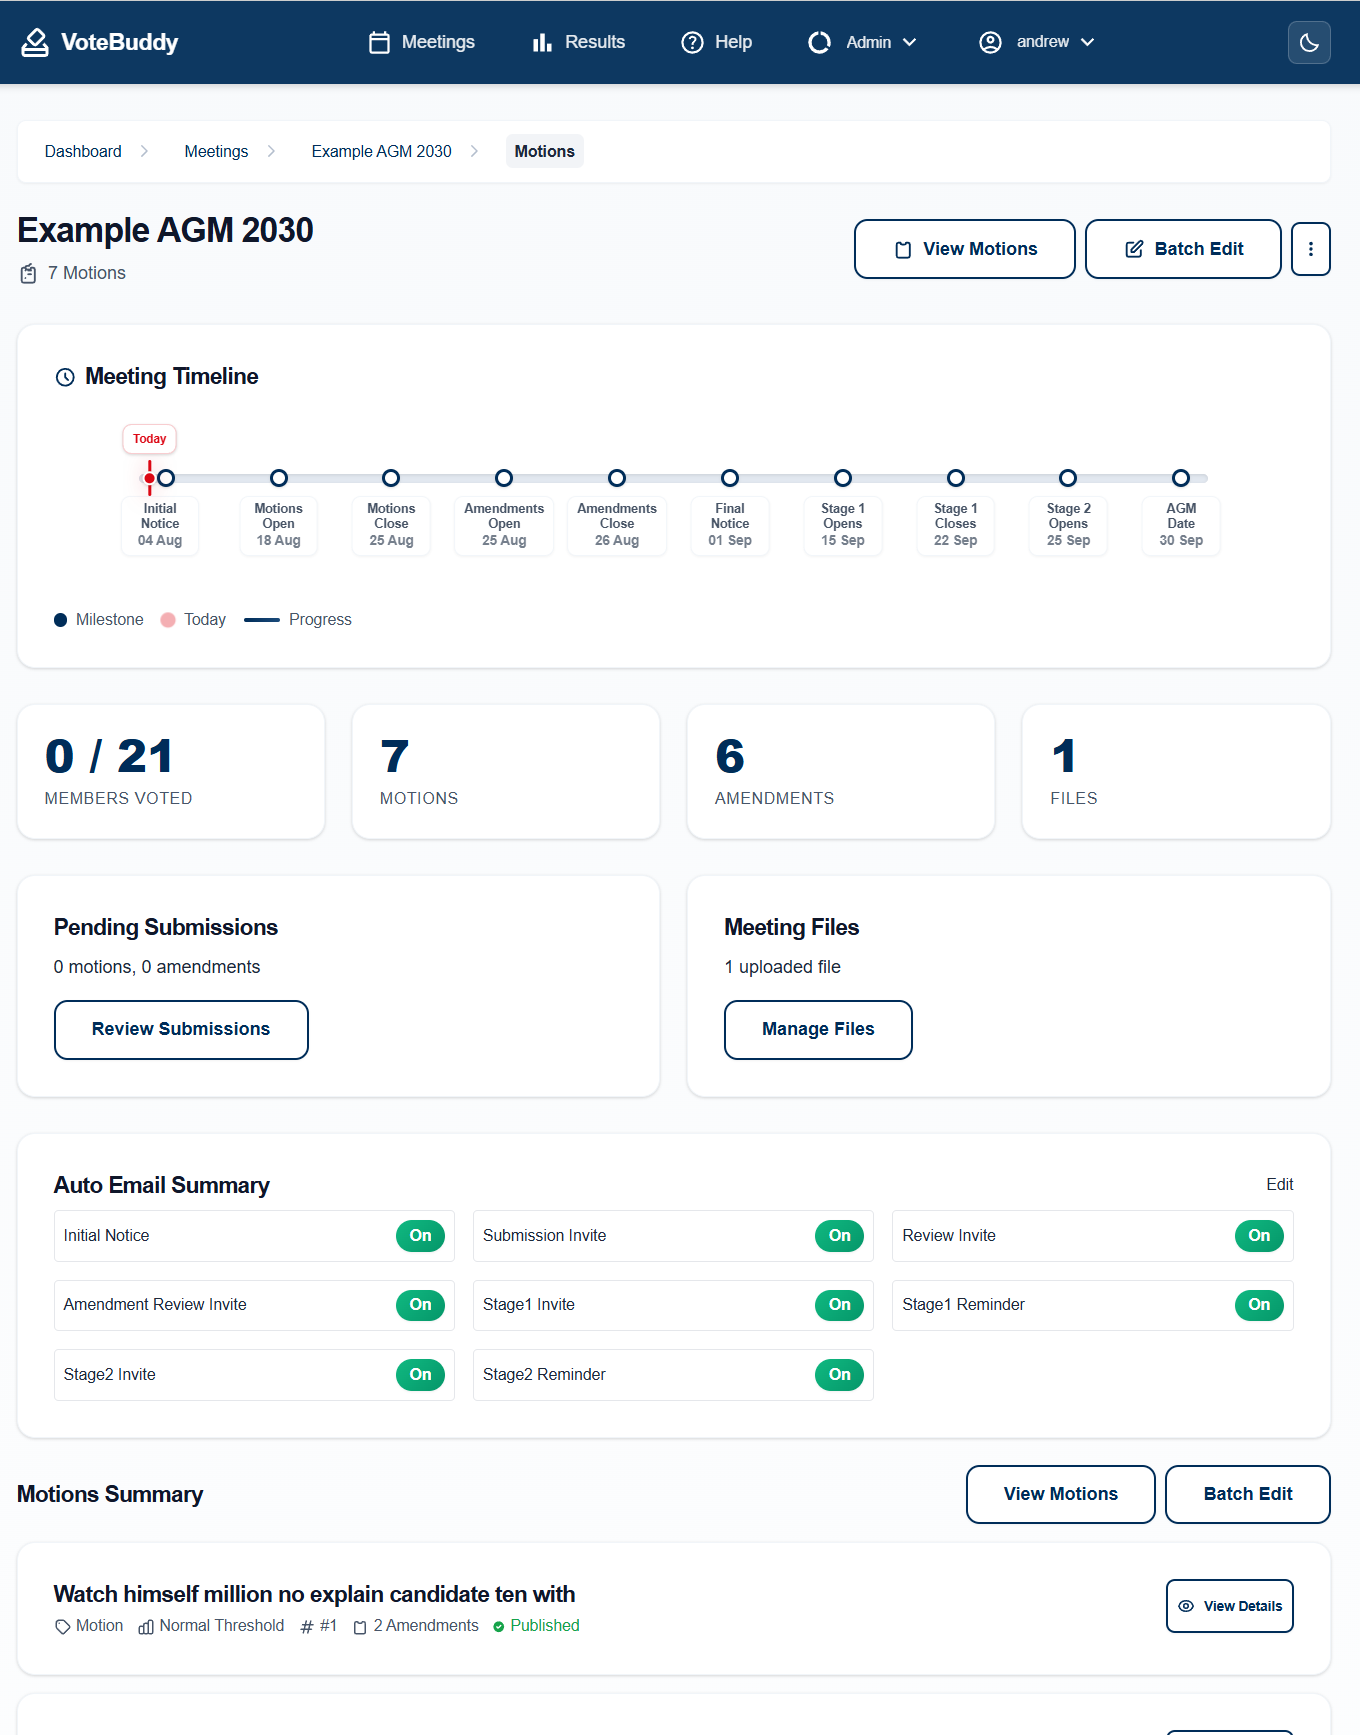 VoteBuddy
Meetings
Results
Help
Admin
andrew
Dashboard
Meetings
Example AGM 2030
Motions
Example AGM 2030
7 Motions
View Motions
Batch Edit
Meeting Timeline
Today
Initial
Notice
04 Aug
Motions
Open
18 Aug
Motions
Close
25 Aug
Amendments
Open
25 Aug
Amendments
Close
26 Aug
Final
Notice
01 Sep
Stage 1
Opens
15 Sep
Stage 1
Closes
22 Sep
Stage 2
Opens
25 Sep
AGM
Date
30 Sep
Milestone
Today
Progress
0 / 21
MEMBERS VOTED
7
MOTIONS
6
AMENDMENTS
1
FILES
Pending Submissions
0 motions, 0 amendments
Review Submissions
Meeting Files
1 uploaded file
Manage Files
Auto Email Summary
Edit
Initial Notice On
Submission Invite On
Review Invite On
Amendment Review Invite On
Stage1 Invite On
Stage1 Reminder On
Stage2 Invite On
Stage2 Reminder On
Motions Summary
View Motions
Batch Edit
Watch himself million no explain candidate ten with
Motion Normal Threshold #1 2 Amendments Published
View Details